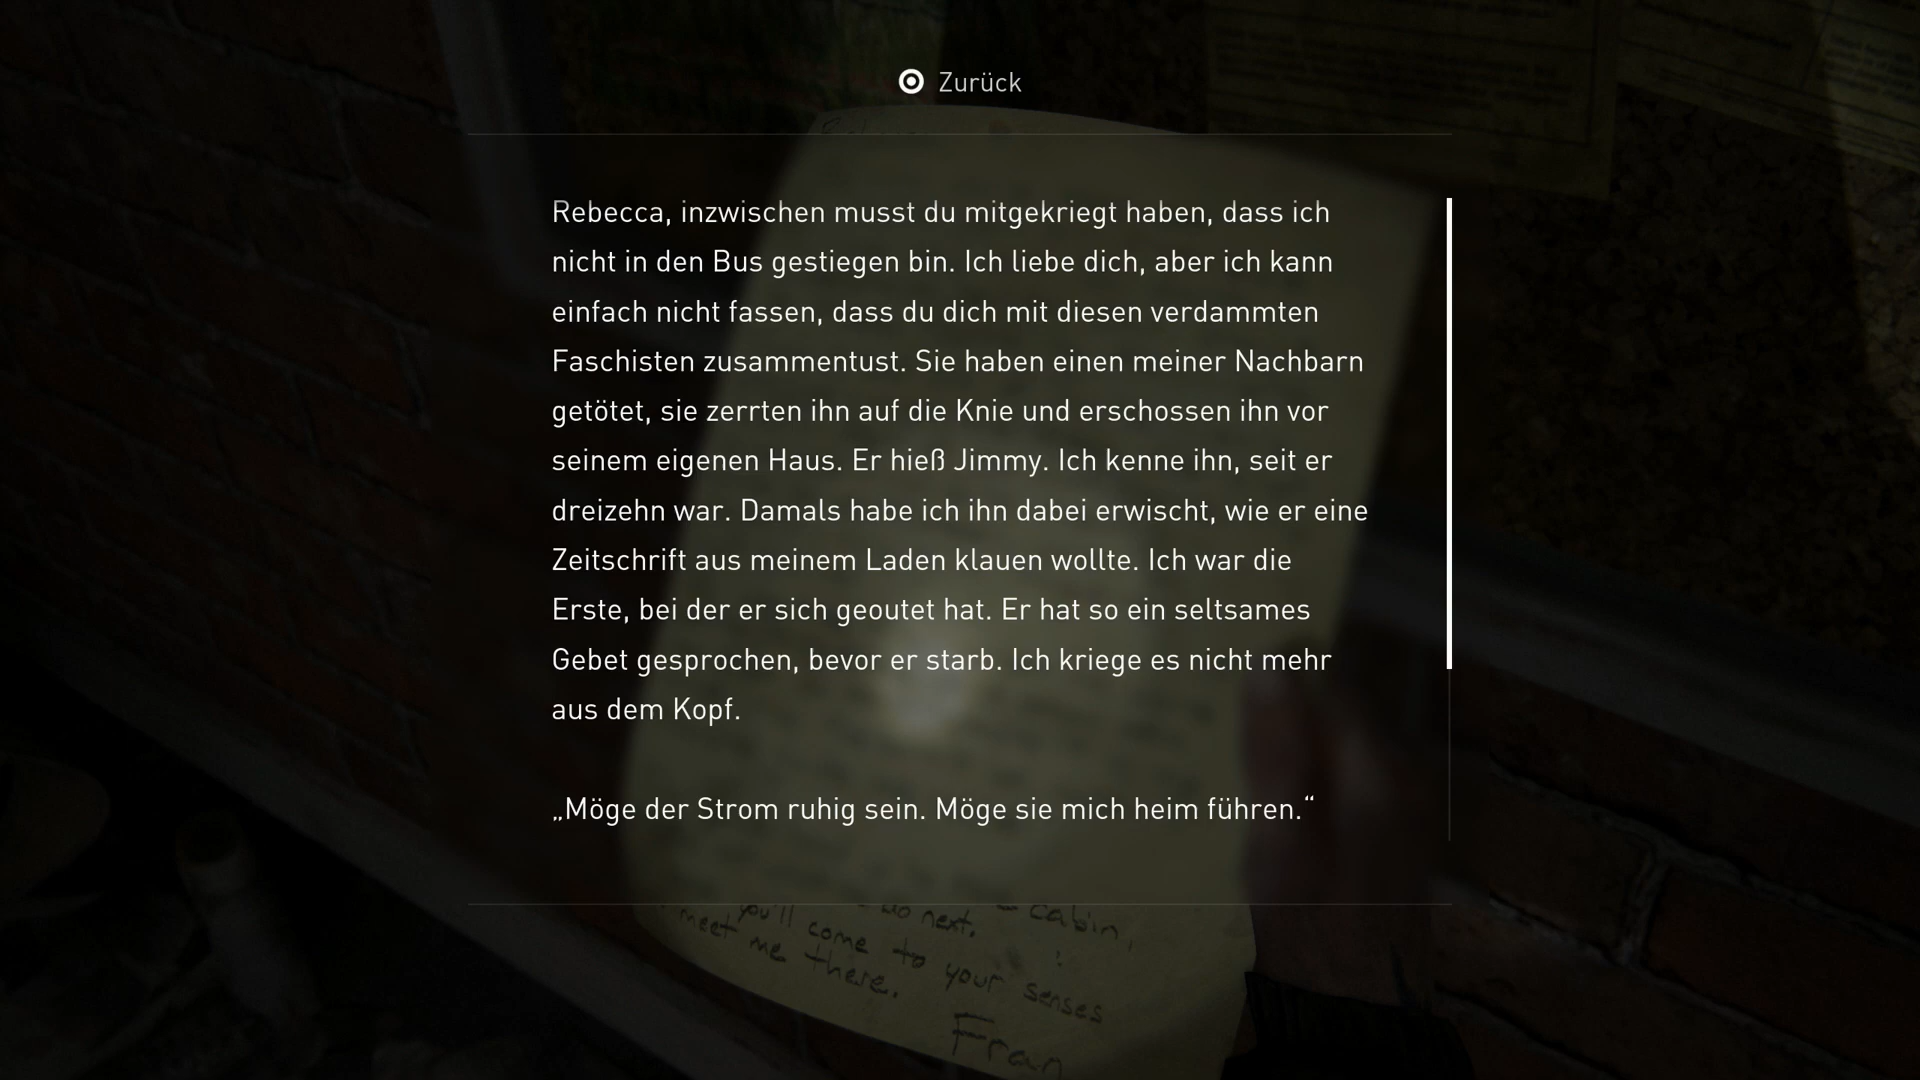 Zurück
Rebecca, inzwischen musst du mitgekriegt haben, dass ich
nicht in den Bus gestiegen bin. Ich liebe dich, aber ich kann
einfach nicht fassen, dass du dich mit diesen verdammten
Faschisten zusammentust. Sie haben einen meiner Nachbarn
getötet, sie zerrten ihn auf die Knie und erschossen ihn vor
seinem eigenen Haus. Er hieß Jimmy. Ich kenne ihn, seit er
dreizehn war. Damals habe ich ihn dabei erwischt, wie er eine
Zeitschrift aus meinem Laden klauen wollte. Ich war die
Erste, bei der er sich geoutet hat. Er hat so ein seltsames
Gebet gesprochen, bevor er starb. Ich kriege es nicht mehr
aus dem Kopf.
„Möge der Strom ruhig sein. Möge sie mich heim führen.“
do next. cabin,
you'll come to your senses
meet me there.
Fran